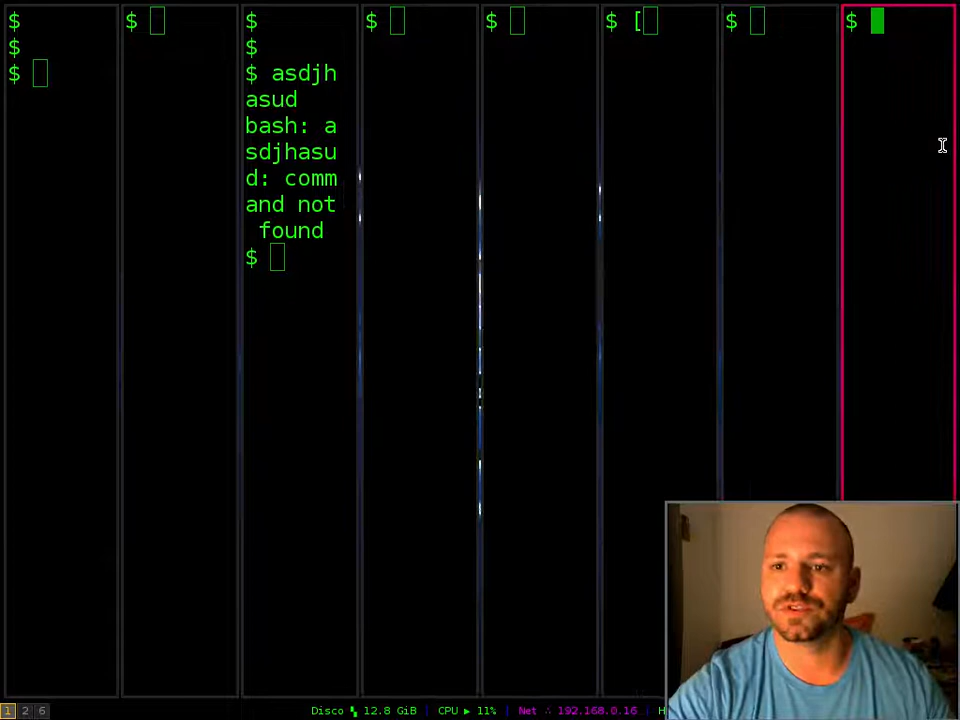 $
$
$
$
$
$
$ asdjh
asud
bash: a
sdjhasu
d: comm
and not
found
$
$
$
$ [
$
$
1 2 6
Disco 12.8 GiB | CPU ▶ 11% | Net ∴ 192.168.0.16 | H